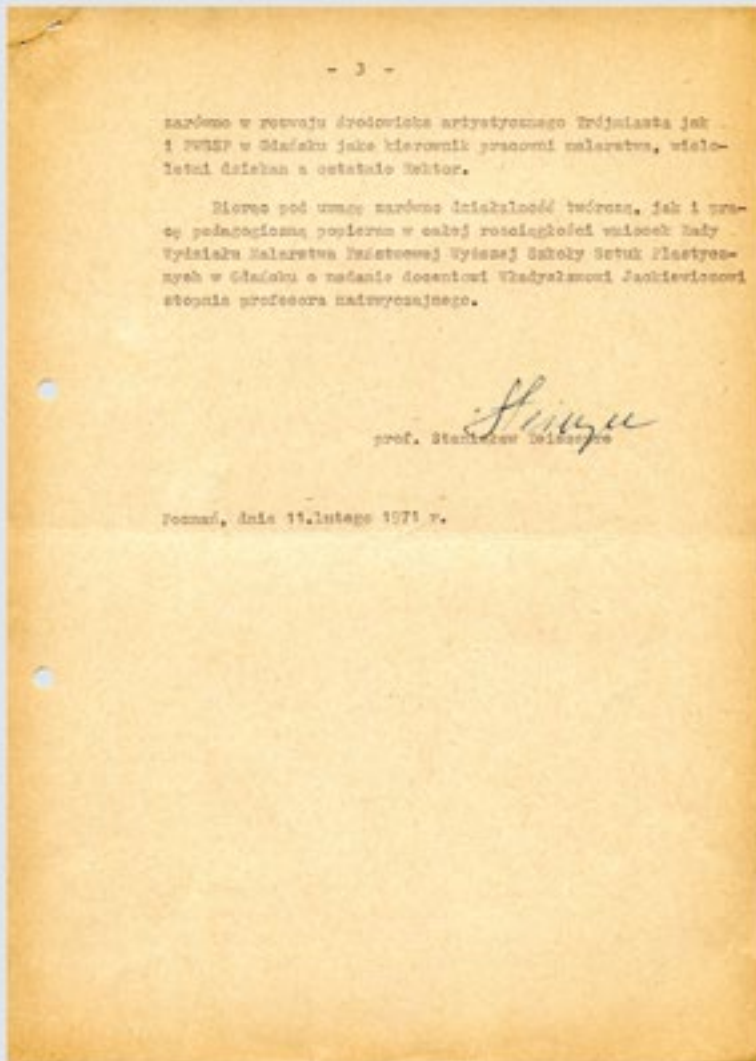 - 3 -
zarówno w rozwoju środowiska artystycznego Trójmiasta jak
i PWSSP w Gdańsku jako kierownik pracowni malarstwa, wielo-
letni dziekan a ostatnio Rektor.
Biorąc pod uwagę zarówno działalność twórczą, jak i pra-
cę pedagogiczną popieram w całej rozciągłości wniosek Rady
Wydziału Malarstwa Państwowej Wyższej Szkoły Sztuk Plastycz-
nych w Gdańsku o nadanie docentowi Władysławowi Jackiewiczowi
stopnia profesora nadzwyczajnego.
prof. Stanisław
Poznań, dnia 11.lutego 1971 r.